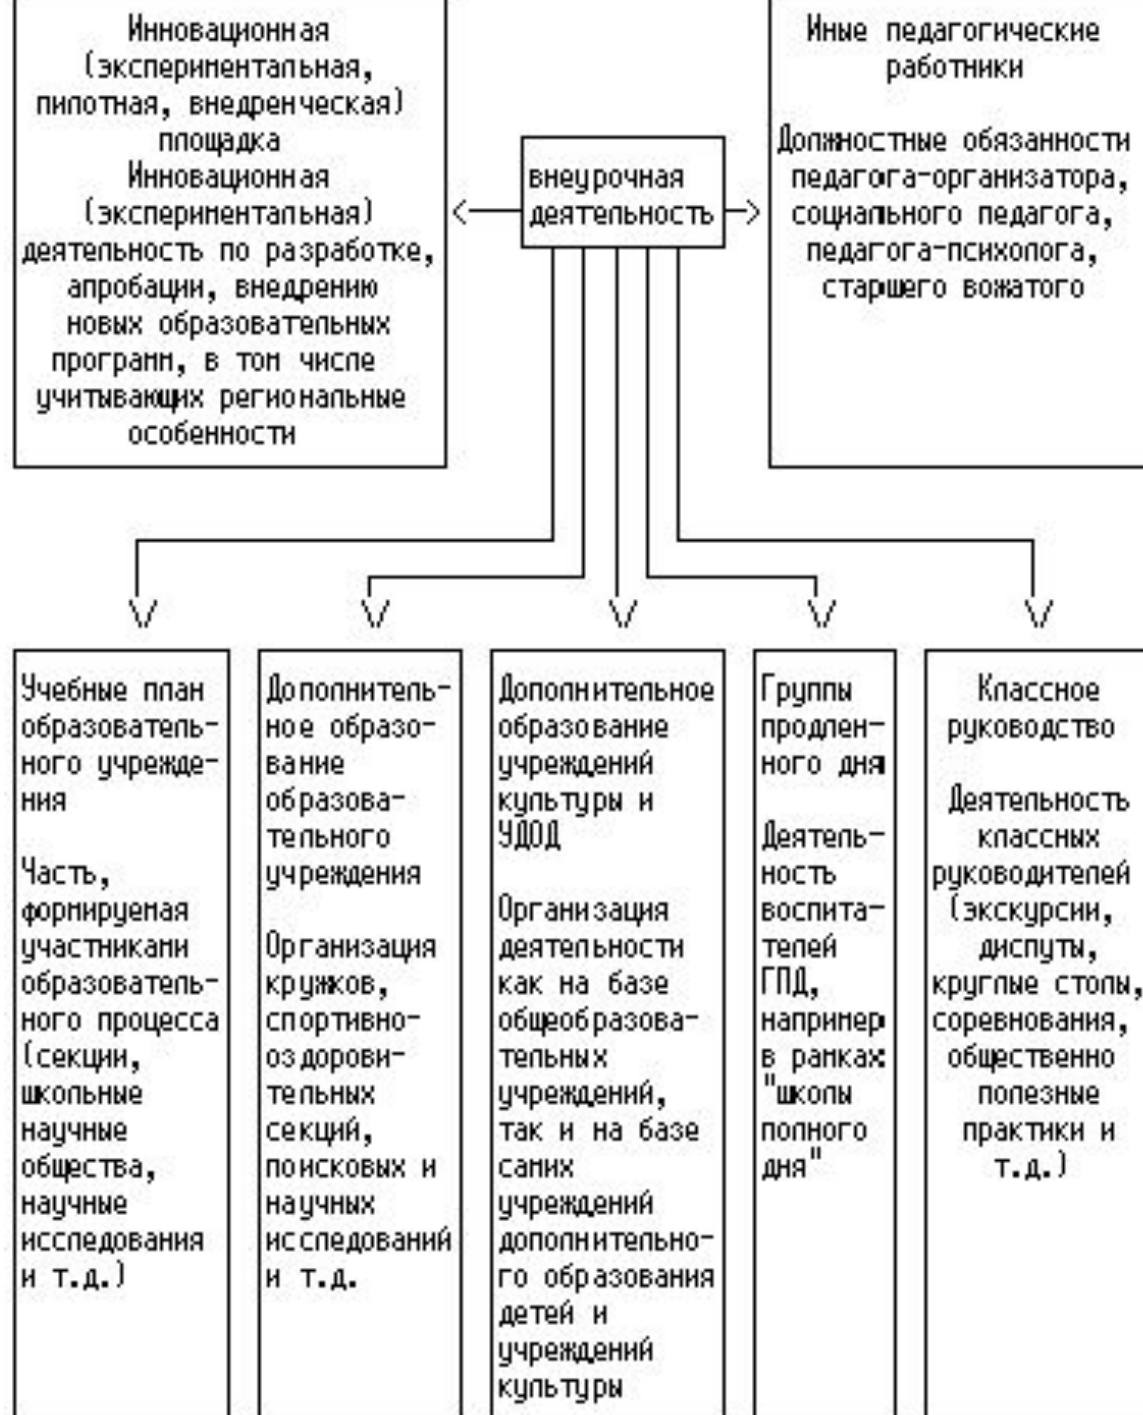 Инновационная
(экспериментальная,
пилотная, внедренческая)
площадка
Инновационная
(экспериментальная)
деятельность по разработке,
апробации, внедрению
новых образовательных
программ, в том числе
учитывающих региональные
особенности
внеурочная
деятельность
Иные педагогические
работники
Должностные обязанности
педагога-организатора,
социального педагога,
педагога-психолога,
старшего вожатого
Учебные план
образователь-
ного учрежде-
ния
Часть,
формируемая
участниками
образователь-
ного процесса
(секции,
школьные
научные
общества,
научные
исследования
и т.д.)
Дополнитель-
ное образо-
вание
образова-
тельного
учреждения
Организация
кружков,
спортивно-
оздорови-
тельных
секций,
поисковых и
научных
исследований
и т.д.
Дополнительное
образование
учреждений
культуры и
УДОД
Организация
деятельности
как на базе
общеобразова-
тельных
учреждений,
так и на базе
самих
учреждений
дополнительно-
го образования
детей и
учреждений
культуры
Группы
продлен-
ного дня
Деятель-
ность
воспита-
телей
ГПД,
например
в рамках
"школы
полного
дня"
Классное
руководство
Деятельность
классных
руководителей
(экскурсии,
диспуты,
круглые столы,
соревнования,
общественно
полезные
практики и
т.д.)